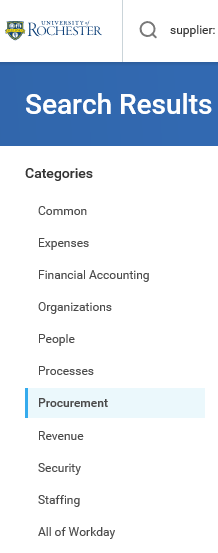 UNIVERSITY of
ROCHESTER
supplier:
Search Results
Categories
Common
Expenses
Financial Accounting
Organizations
People
Processes
Procurement
Revenue
Security
Staffing
All of Workday